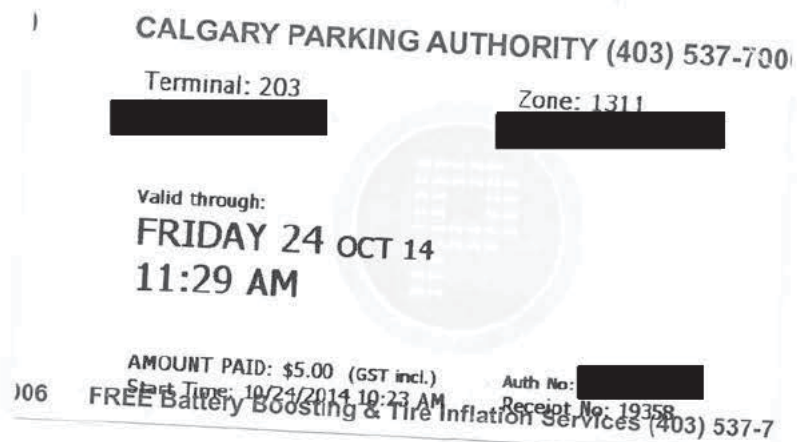 CALGARY PARKING AUTHORITY (403) 537-700
Terminal: 203 Zone: 1311
Valid through:
FRIDAY 24 OCT 14
11:29 AM
AMOUNT PAID: $5.00 (GST incl.) Auth No:
Start Time: 10/24/2014 10:23 AM Receipt No: 19358
006 FREE Battery Boosting & Tire Inflation Services (403) 537-7